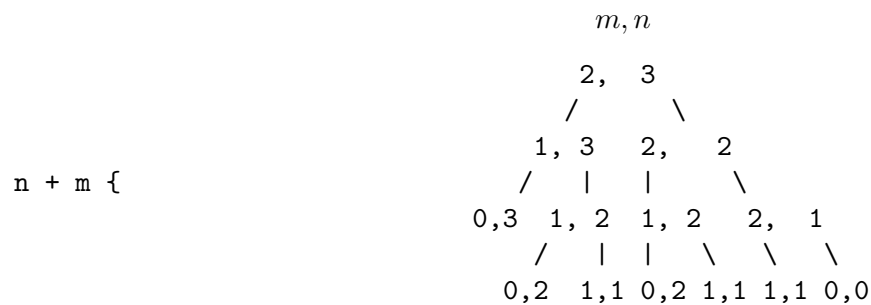 m, n
2, 3
/ \
1, 3 2, 2
n + m {
/ | | \
0,3 1, 2 1, 2 2, 1
/ | | \ \ \
0,2 1,1 0,2 1,1 1,1 0,0